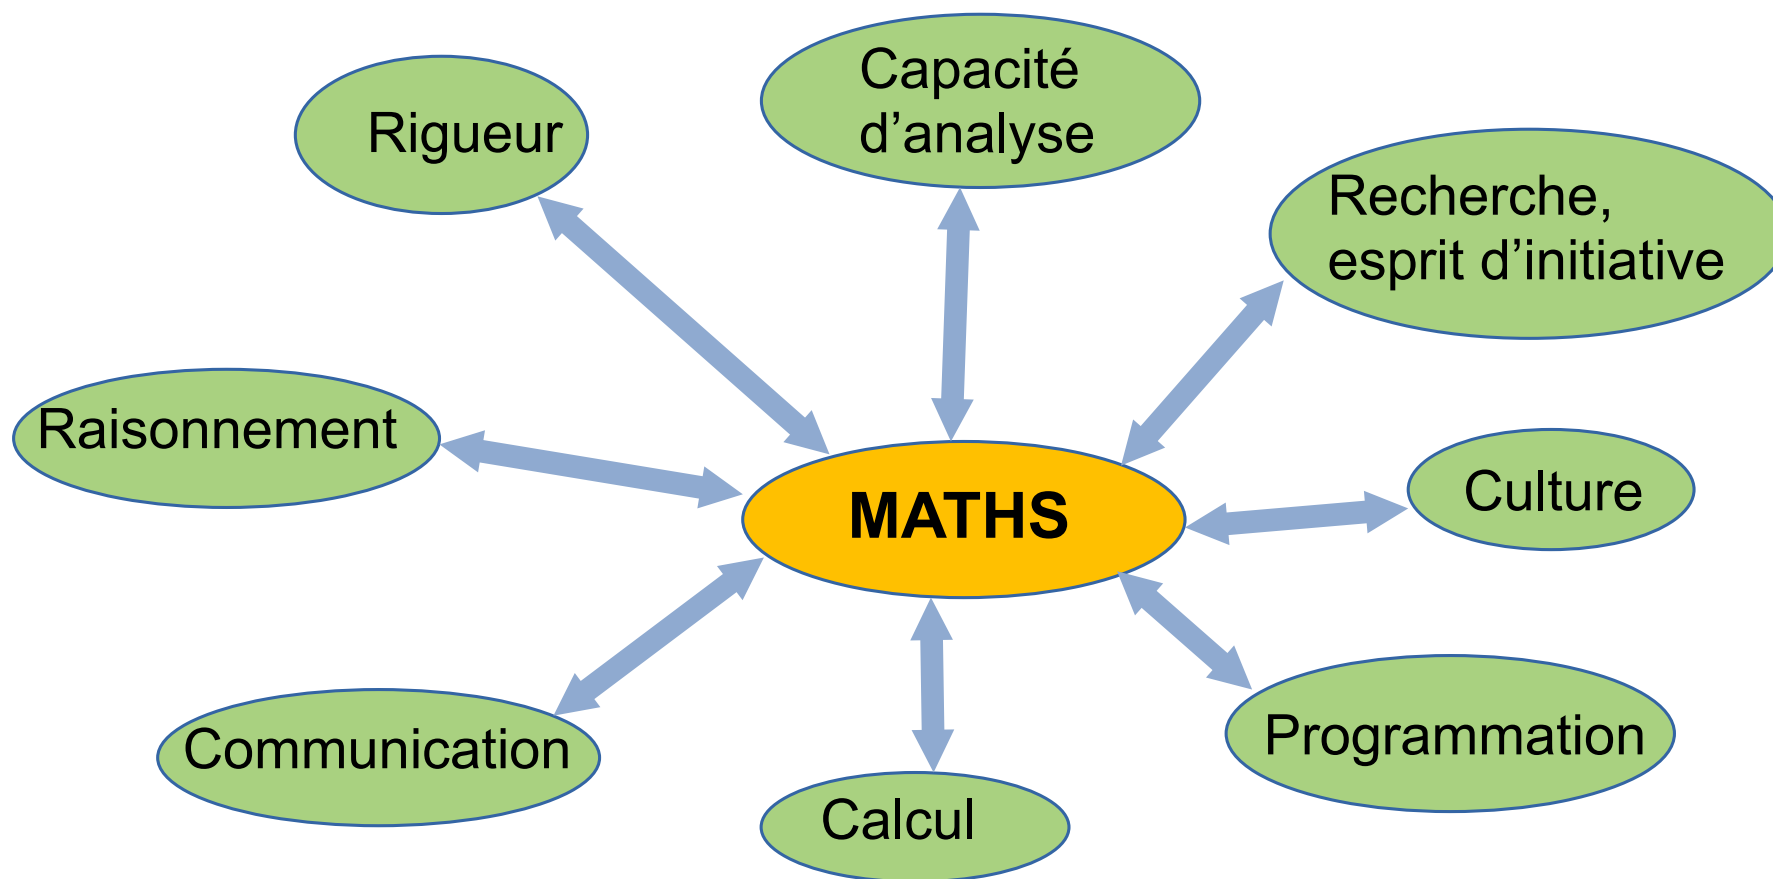 Capacité
d’analyse
Rigueur
Recherche,
esprit d’initiative
Raisonnement
MATHS
Culture
Communication
Programmation
Calcul